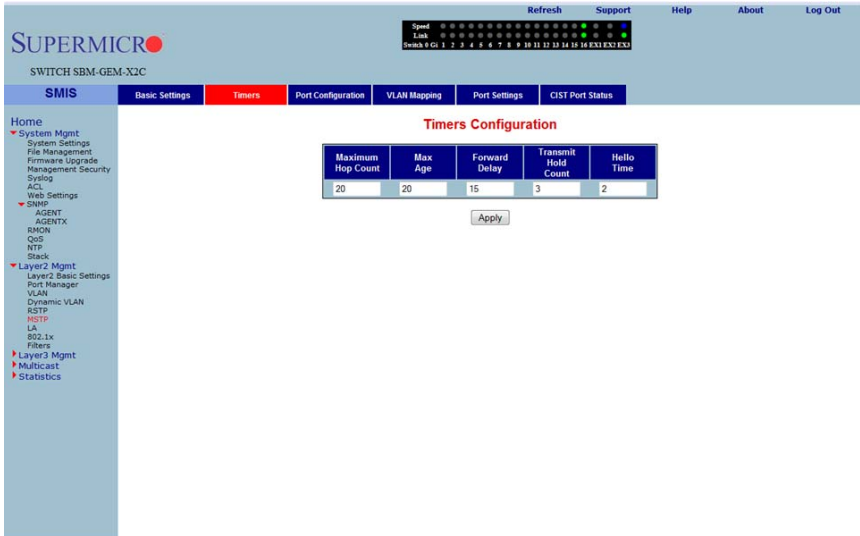 Refresh Support Help About Log Out
Speed
Link
Switch 0 Gi 1 2 3 4 5 6 7 8 9 10 11 12 13 14 15 16 EX1 EX2 EX3
SUPERMICRO
SWITCH SBM-GEM-X2C
SMIS
Basic Settings Timers Port Configuration VLAN Mapping Port Settings CIST Port Status
Home
System Mgmt
System Settings
File Management
Firmware Upgrade
Management Security
Syslog
ACL
Web Settings
SNMP
AGENT
AGENTX
RMON
QoS
NTP
Stack
Layer2 Mgmt
Layer2 Basic Settings
Port Manager
VLAN
Dynamic VLAN
RSTP
MSTP
LA
802.1x
Filters
Layer3 Mgmt
Multicast
Statistics
Timers Configuration
Maximum Hop Count Max Age Forward Delay Transmit Hold Count Hello Time
20 20 15 3 2
Apply